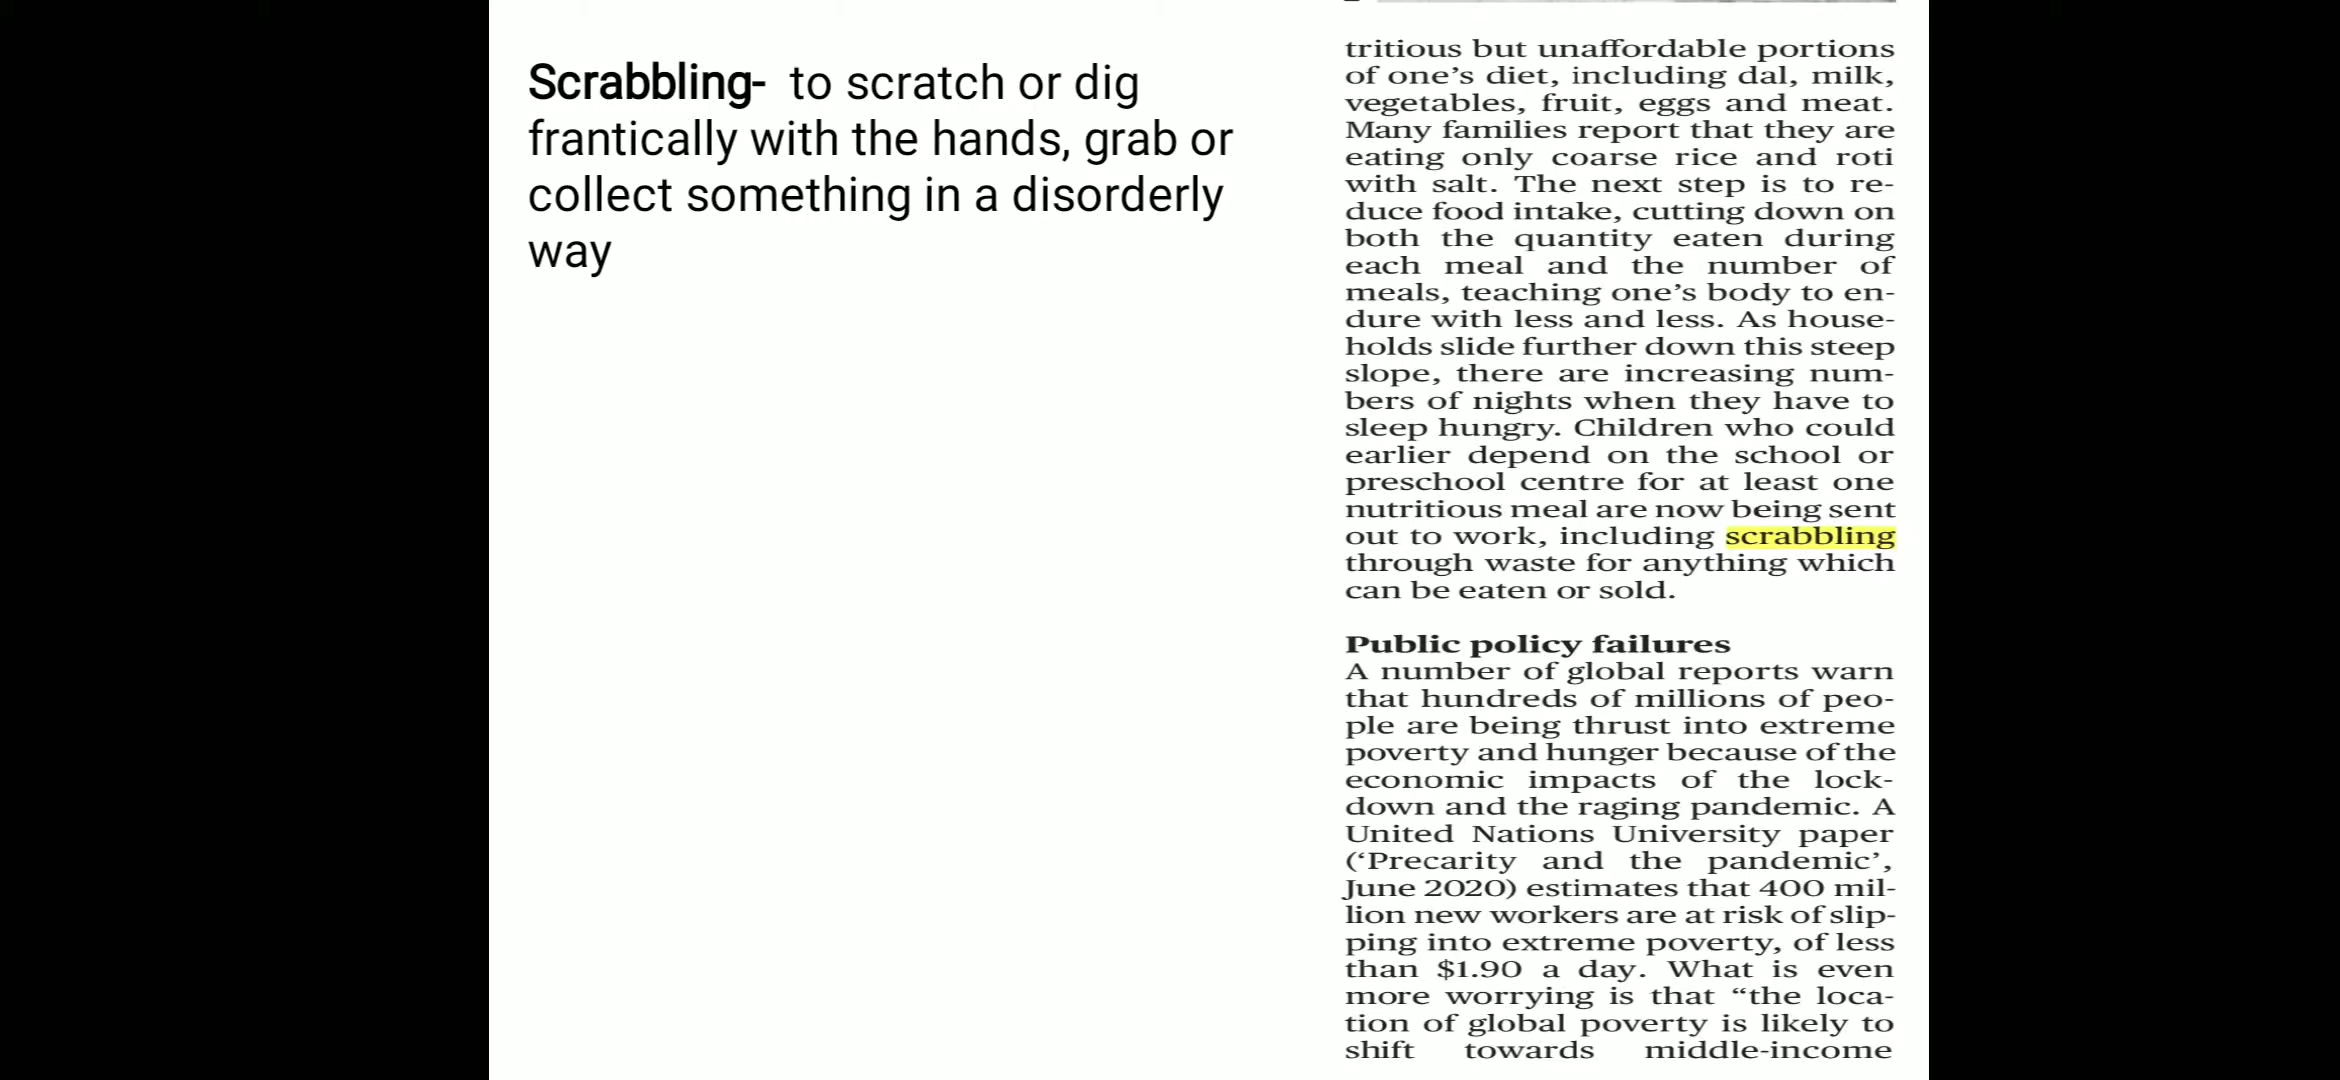 Scrabbling- to scratch or dig
frantically with the hands, grab or
collect something in a disorderly
way
tritious but unaffordable portions
of one’s diet, including dal, milk,
vegetables, fruit, eggs and meat.
Many families report that they are
eating only coarse rice and roti
with salt. The next step is to re-
duce food intake, cutting down on
both the quantity eaten during
each meal and the number of
meals, teaching one’s body to en-
dure with less and less. As house-
holds slide further down this steep
slope, there are increasing num-
bers of nights when they have to
sleep hungry. Children who could
earlier depend on the school or
preschool centre for at least one
nutritious meal are now being sent
out to work, including scrabbling
through waste for anything which
can be eaten or sold.
Public policy failures
A number of global reports warn
that hundreds of millions of peo-
ple are being thrust into extreme
poverty and hunger because of the
economic impacts of the lock-
down and the raging pandemic. A
United Nations University paper
(‘Precarity and the pandemic’,
June 2020) estimates that 400 mil-
lion new workers are at risk of slip-
ping into extreme poverty, of less
than $1.90 a day. What is even
more worrying is that “the loca-
tion of global poverty is likely to
shift towards middle-income